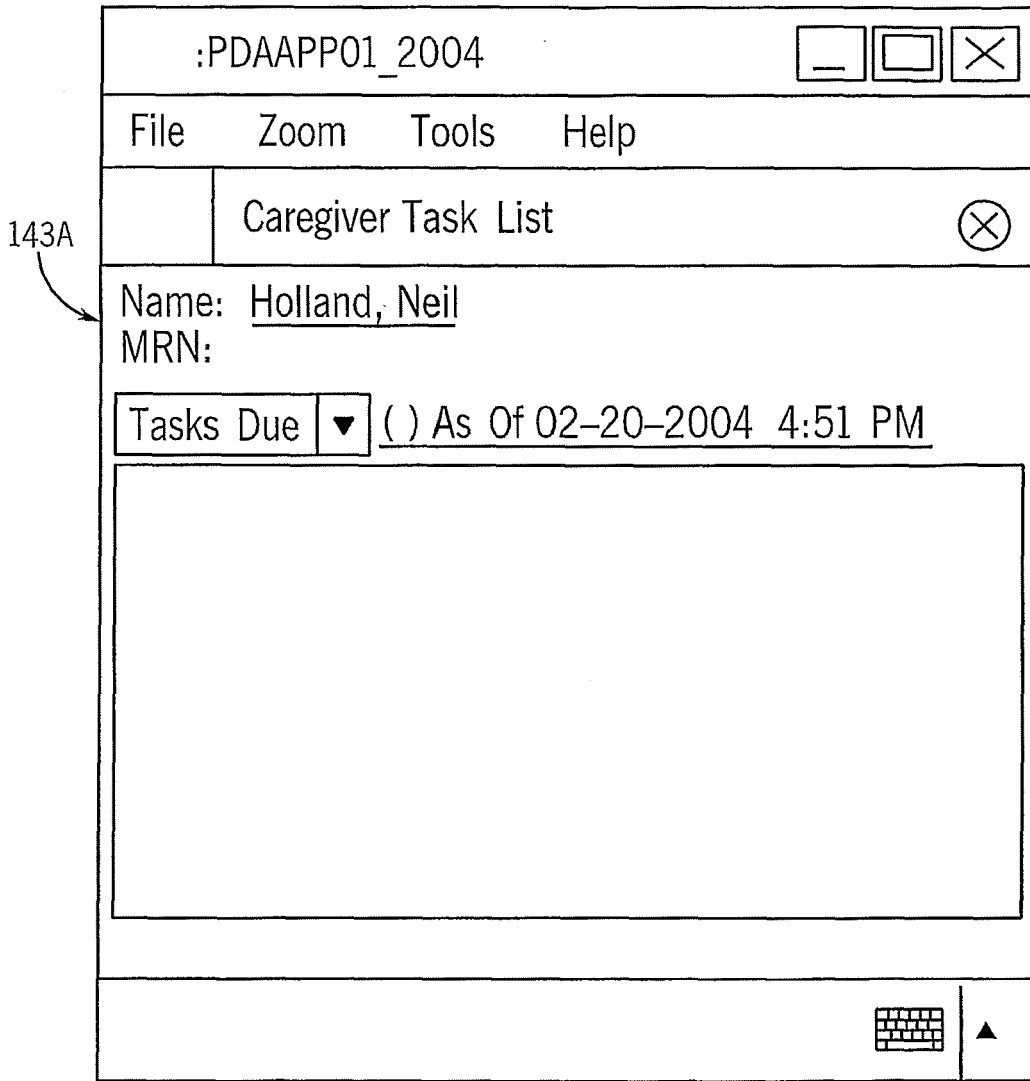 :PDAAPP01_2004
File Zoom Tools Help
Caregiver Task List
143A
Name: Holland, Neil
MRN:
Tasks Due ▼ ( ) As Of 02–20–2004 4:51 PM